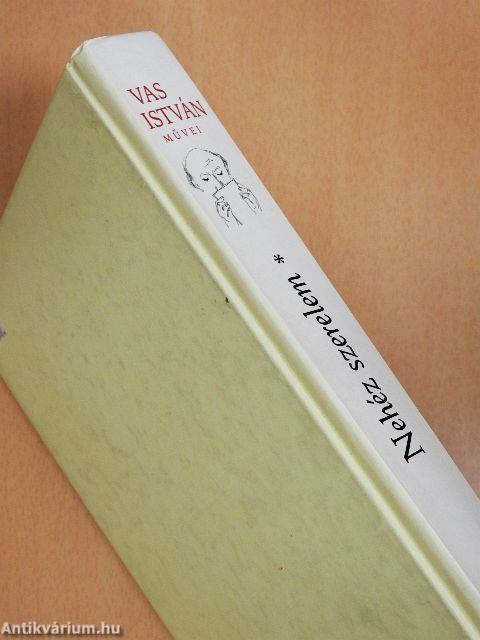 VAS
ISTVÁN
MŰVEI
Nehéz szerelem *
Antikvárium.hu